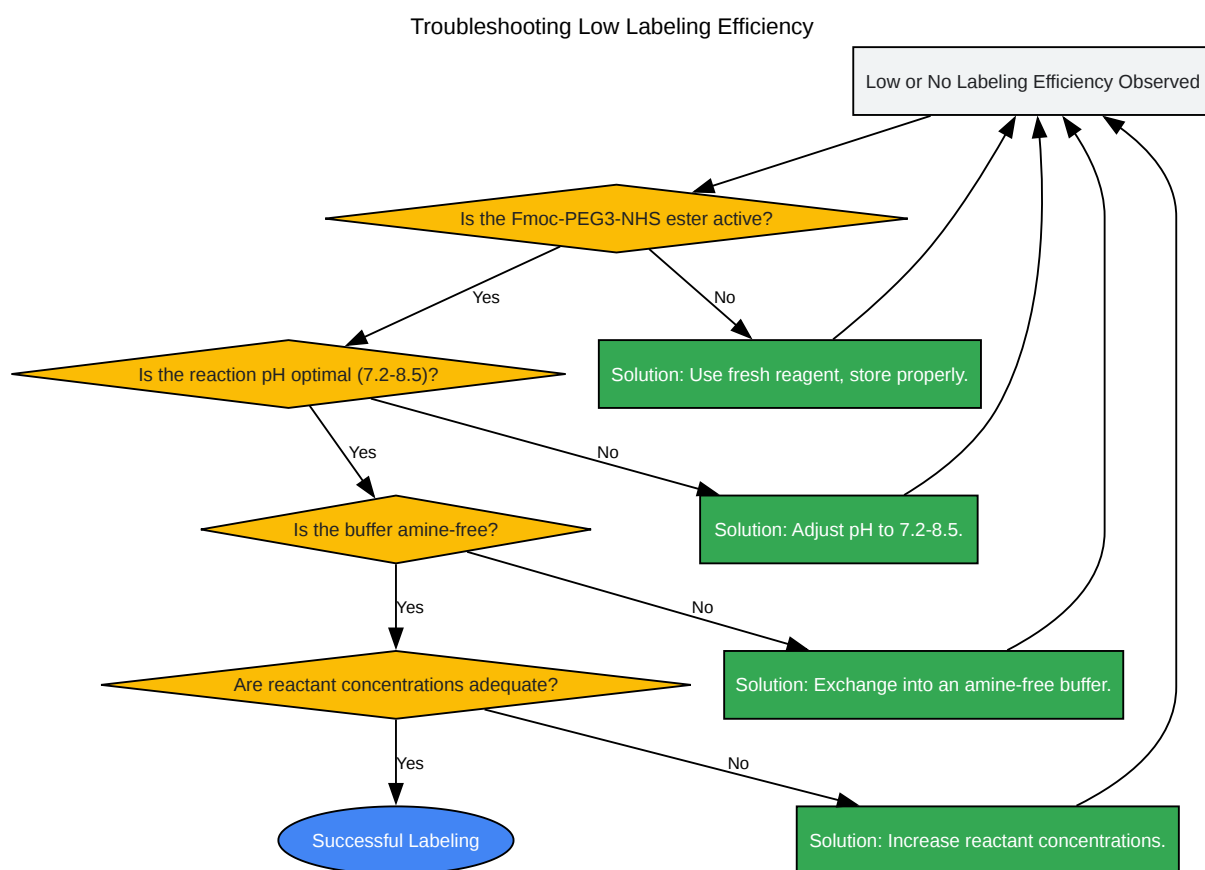 Troubleshooting Low Labeling Efficiency
Low or No Labeling Efficiency Observed
Is the Fmoc-PEG3-NHS ester active?
Yes
No
Is the reaction pH optimal (7.2-8.5)?
Solution: Use fresh reagent, store properly.
Yes
No
Is the buffer amine-free?
Solution: Adjust pH to 7.2-8.5.
Yes
No
Are reactant concentrations adequate?
Solution: Exchange into an amine-free buffer.
Yes
No
Successful Labeling
Solution: Increase reactant concentrations.